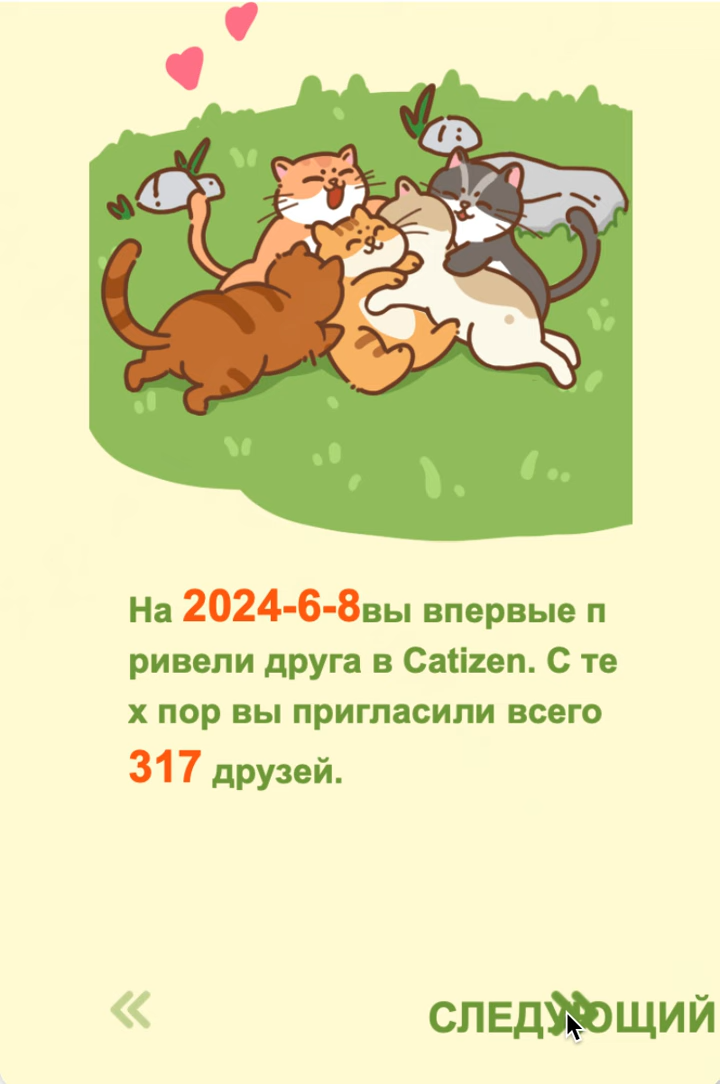 На 2024-6-8вы впервые п
ривели друга в Catizen. С те
х пор вы пригласили всего
317 друзей.
СЛЕДУЮЩИЙ